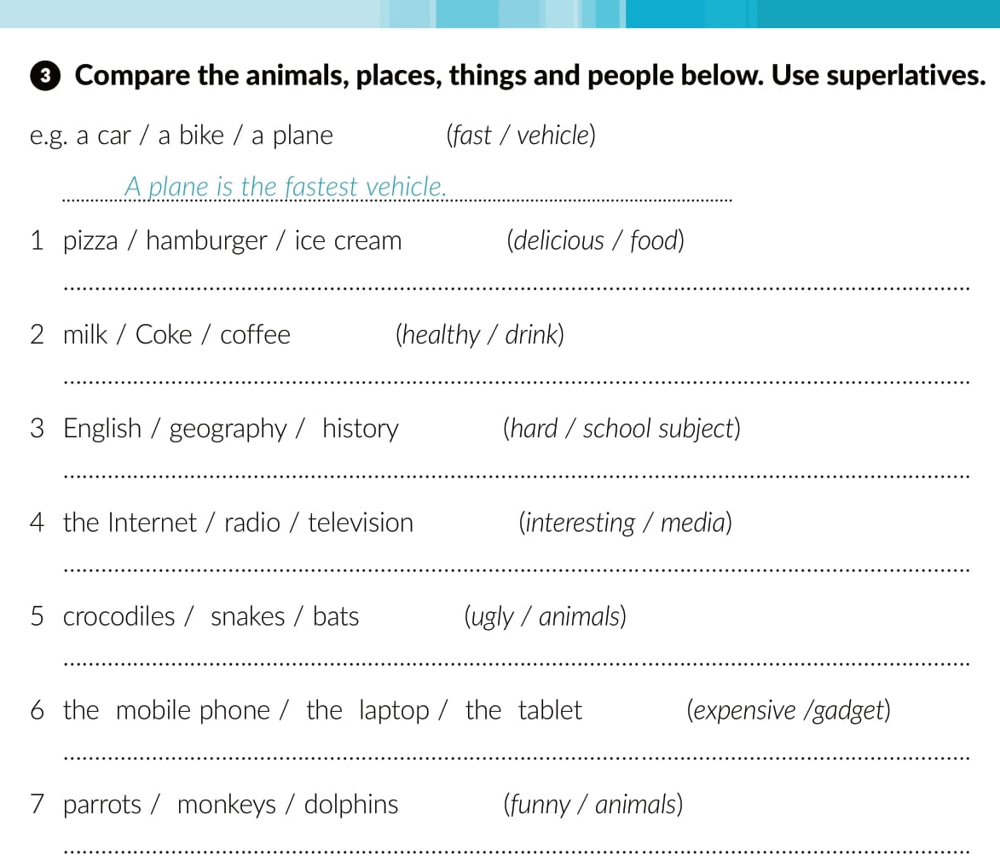 3 Compare the animals, places, things and people below. Use superlatives.
e.g. a car / a bike / a plane (fast / vehicle)
A plane is the fastest vehicle.
1 pizza / hamburger / ice cream (delicious / food)
2 milk / Coke / coffee (healthy / drink)
3 English / geography / history (hard / school subject)
4 the Internet / radio / television (interesting / media)
5 crocodiles / snakes / bats (ugly / animals)
6 the mobile phone / the laptop / the tablet (expensive /gadget)
7 parrots / monkeys / dolphins (funny / animals)